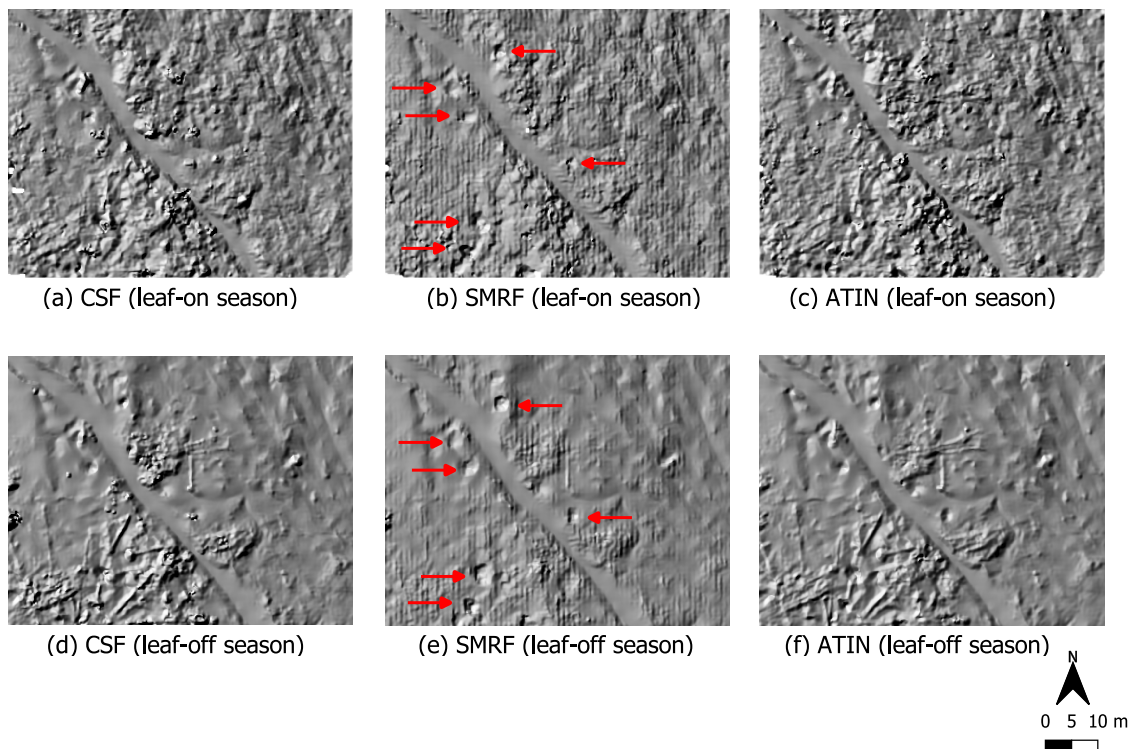 (a) CSF (leaf-on season)
(b) SMRF (leaf-on season)
(c) ATIN (leaf-on season)
(d) CSF (leaf-off season)
(e) SMRF (leaf-off season)
(f) ATIN (leaf-off season)
N
0 5 10 m